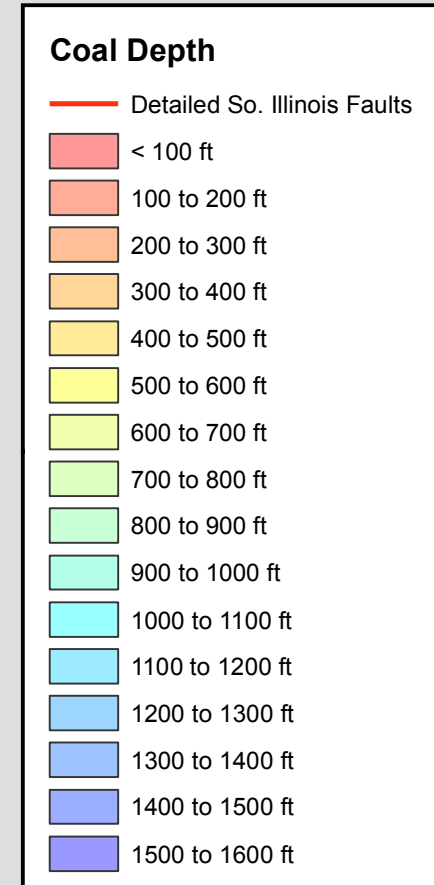 Coal Depth
Detailed So. Illinois Faults
< 100 ft
100 to 200 ft
200 to 300 ft
300 to 400 ft
400 to 500 ft
500 to 600 ft
600 to 700 ft
700 to 800 ft
800 to 900 ft
900 to 1000 ft
1000 to 1100 ft
1100 to 1200 ft
1200 to 1300 ft
1300 to 1400 ft
1400 to 1500 ft
1500 to 1600 ft